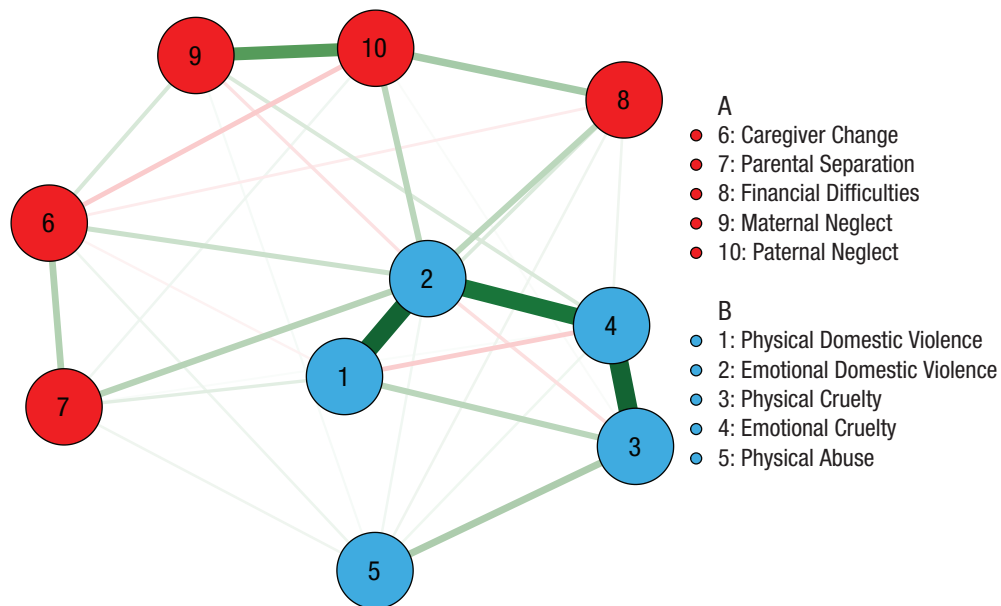 9
10
8
6
2
4
1
7
3
5
A
6: Caregiver Change
7: Parental Separation
8: Financial Difficulties
9: Maternal Neglect
10: Paternal Neglect
B
1: Physical Domestic Violence
2: Emotional Domestic Violence
3: Physical Cruelty
4: Emotional Cruelty
5: Physical Abuse